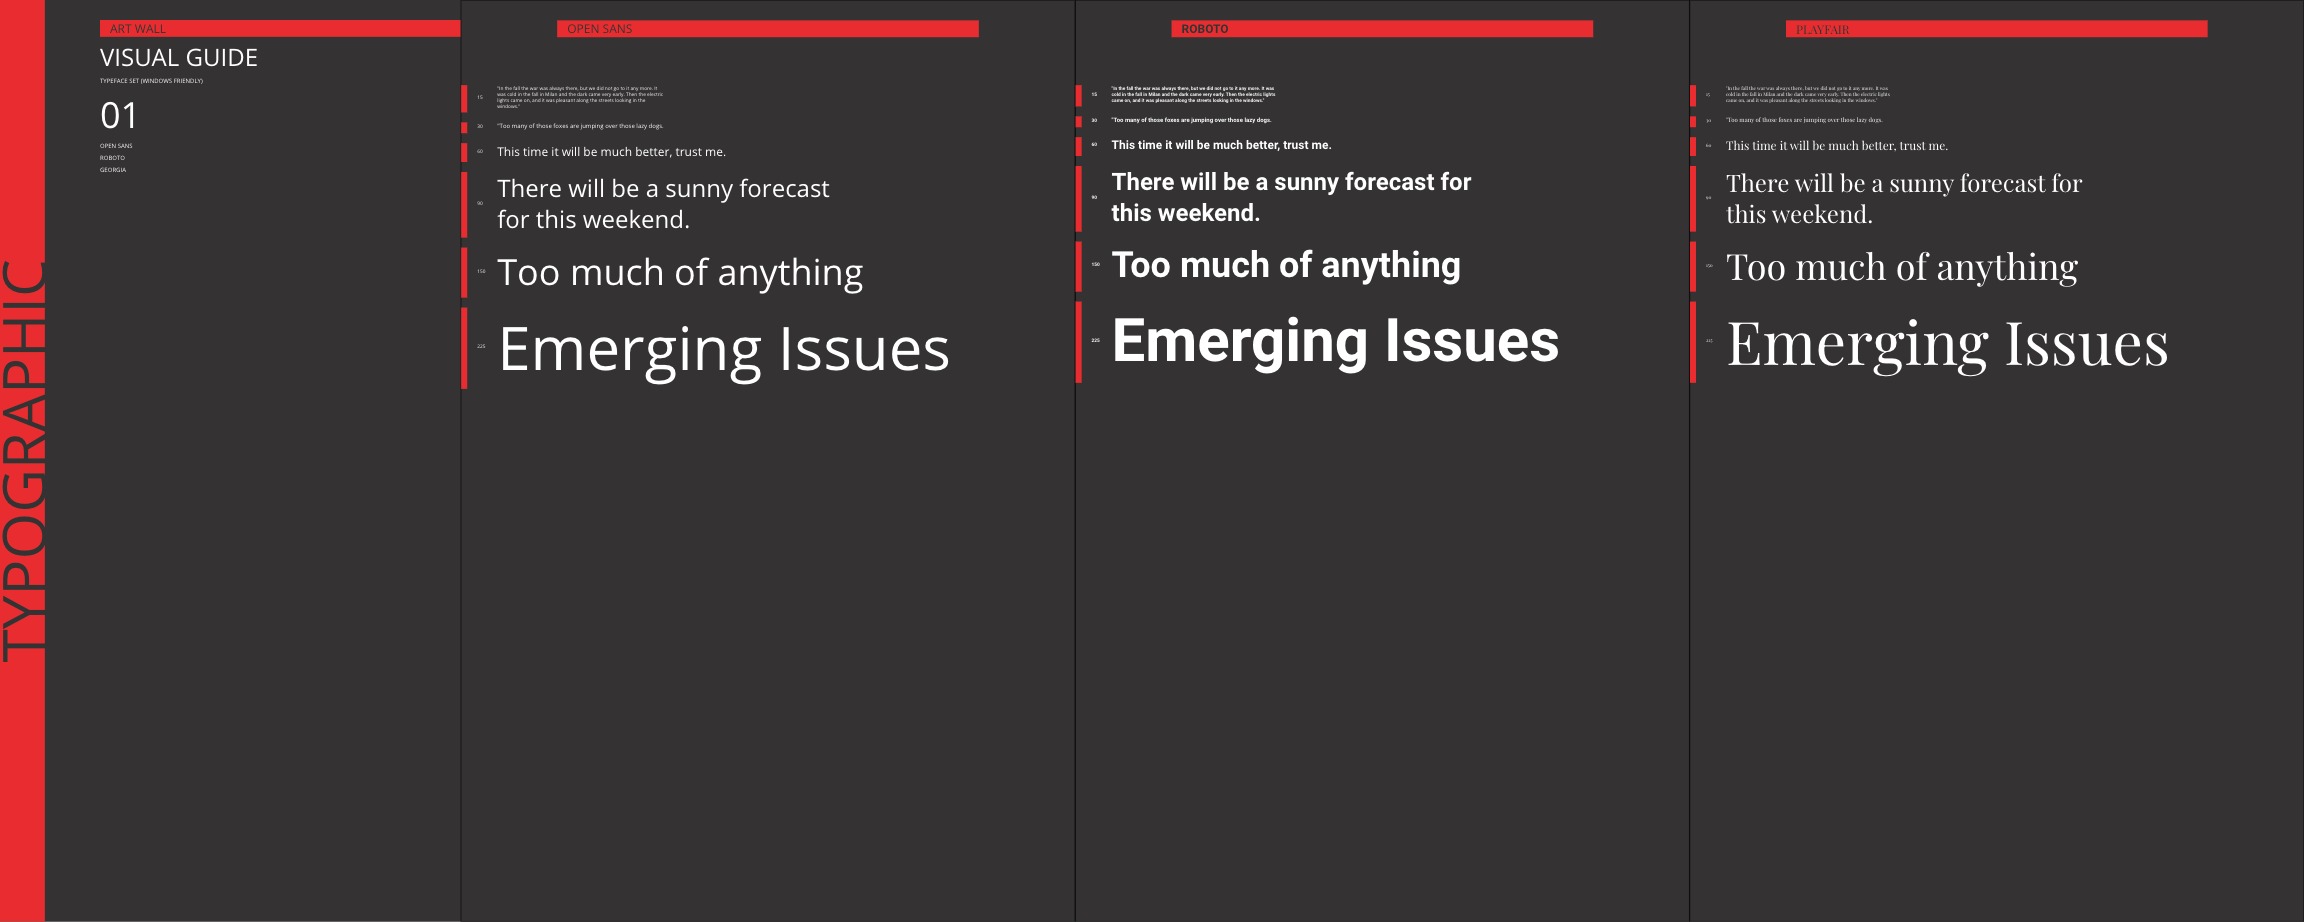 TYPOGRAPHIC
ART WALL
VISUAL GUIDE
TYPEFACE SET (WINDOWS FRIENDLY)
01
OPEN SANS
ROBOTO
GEORGIA
OPEN SANS
15
"In the fall the war was always there, but we did not go to it any more. It
was cold in the fall in Milan and the dark came very early. Then the electric
lights came on, and it was pleasant along the streets looking in the
windows."
30
"Too many of those foxes are jumping over those lazy dogs.
60
This time it will be much better, trust me.
90
There will be a sunny forecast
for this weekend.
150
Too much of anything
225
Emerging Issues
ROBOTO
15
"In the fall the war was always there, but we did not go to it any more. It was
cold in the fall in Milan and the dark came very early. Then the electric lights
came on, and it was pleasant along the streets looking in the windows."
30
"Too many of those foxes are jumping over those lazy dogs.
60
This time it will be much better, trust me.
90
There will be a sunny forecast for
this weekend.
150
Too much of anything
225
Emerging Issues
PLAYFAIR
15
"In the fall the war was always there, but we did not go to it any more. It was
cold in the fall in Milan and the dark came very early. Then the electric lights
came on, and it was pleasant along the streets looking in the windows."
30
"Too many of those foxes are jumping over those lazy dogs.
60
This time it will be much better, trust me.
90
There will be a sunny forecast for
this weekend.
150
Too much of anything
225
Emerging Issues